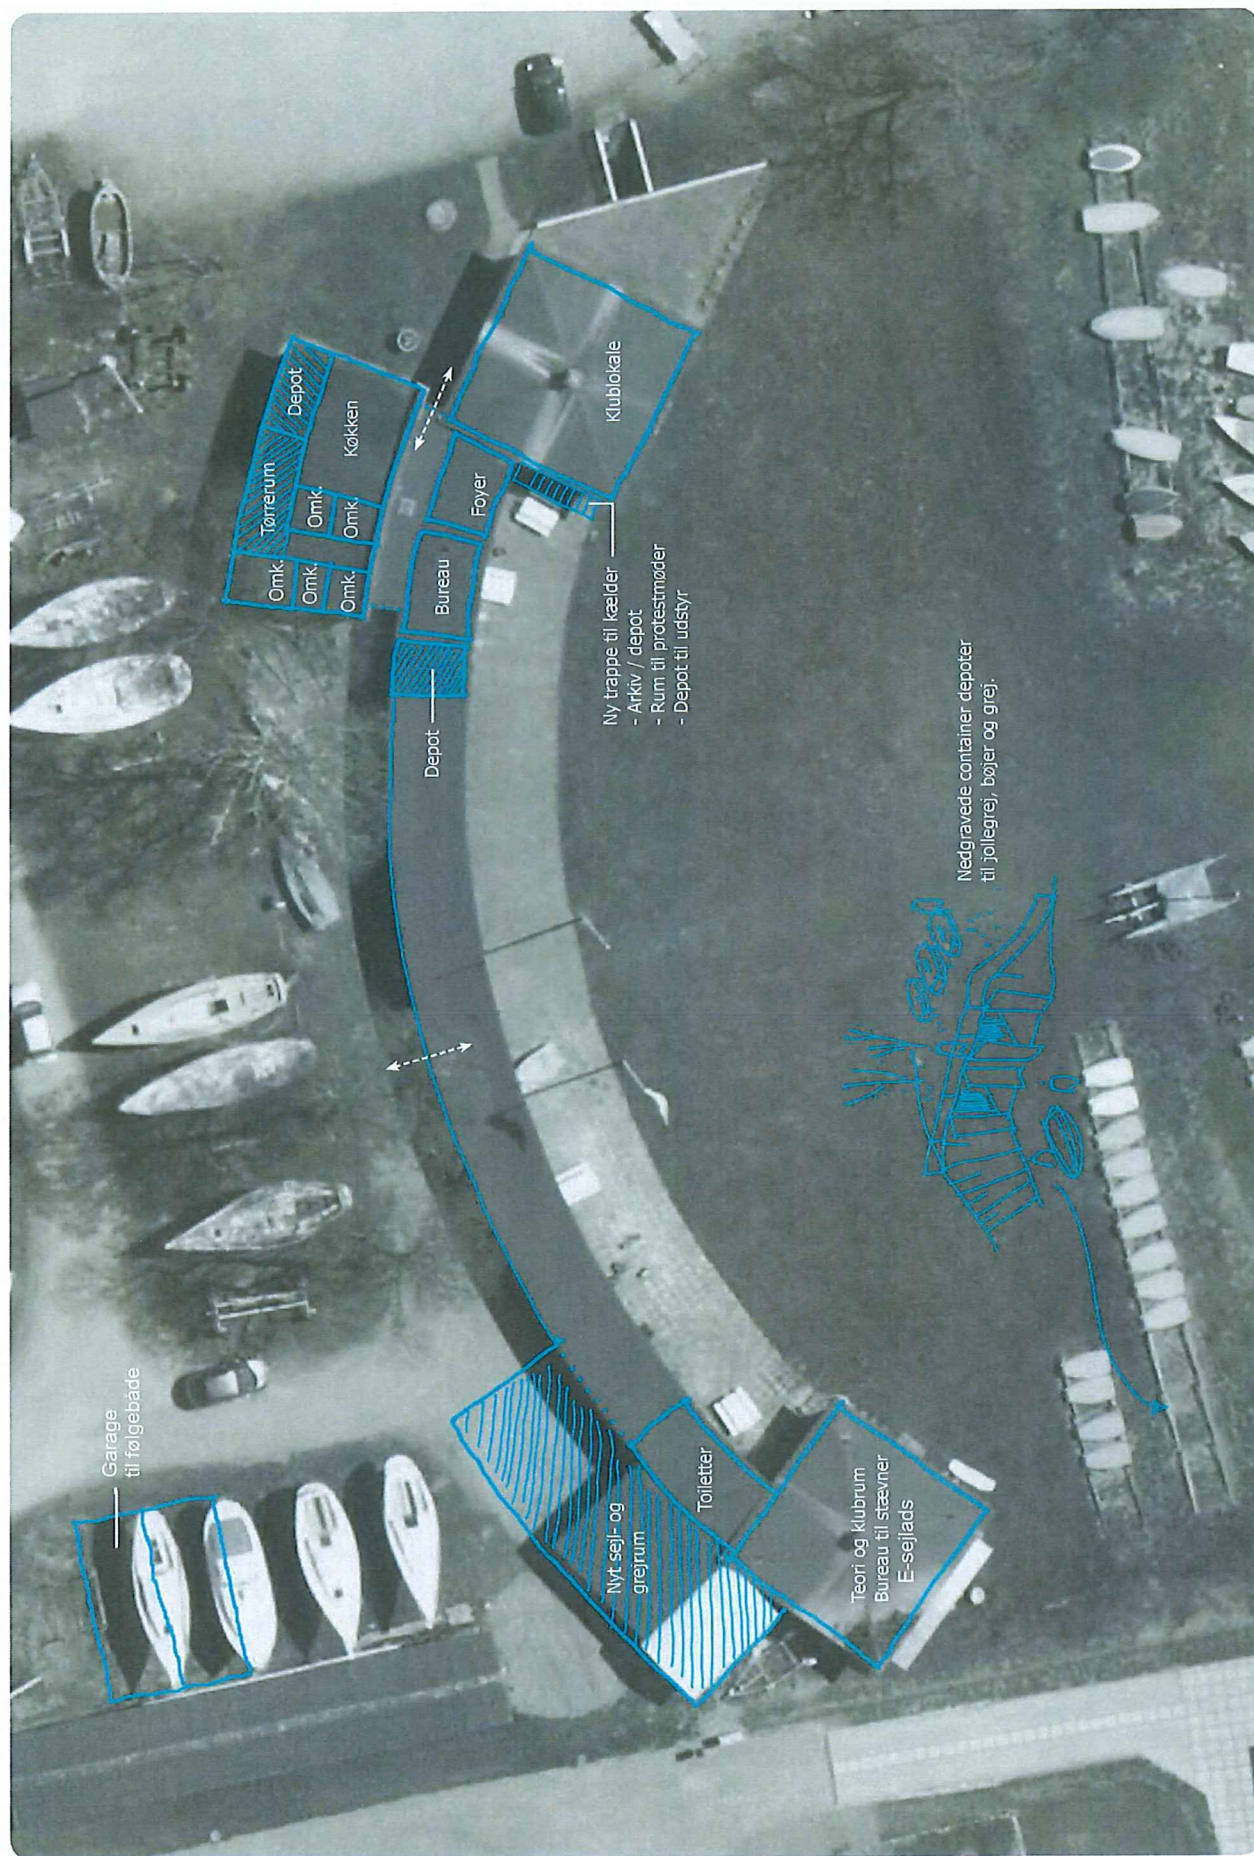 Garage
til følgebåde
Nyt sejl- og
grejrum
Toiletter
Teori og klubrum
Bureau til stævner
E-sejlads
Depot
Bureau
Foyer
Omk.
Omk.
Omk.
Omk.
Omk.
Tørrerum
Depot
Køkken
Klublokale
Ny trappe til kælder
- Arkiv / depot
- Rum til protestmøder
- Depot til udstyr
Nedgravede container depoter
til jollegrej, bøjer og grej.